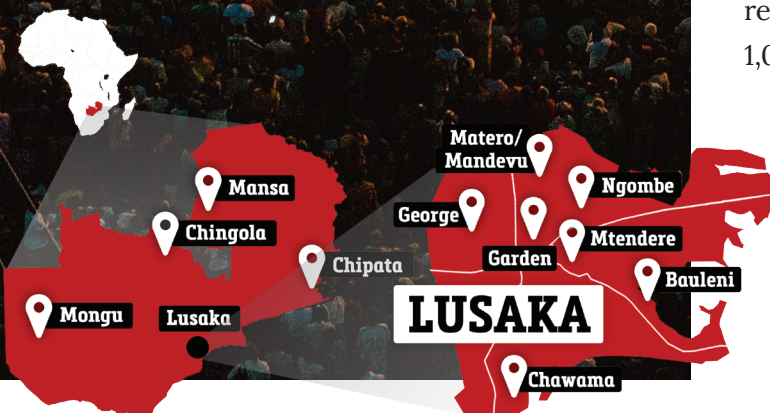 re
1,0
Matero/
Mandevu
Mansa
Ngombe
George
Chingola
Mtendere
Garden
Chipata
Bauleni
Mongu
Lusaka
LUSAKA
Chawama